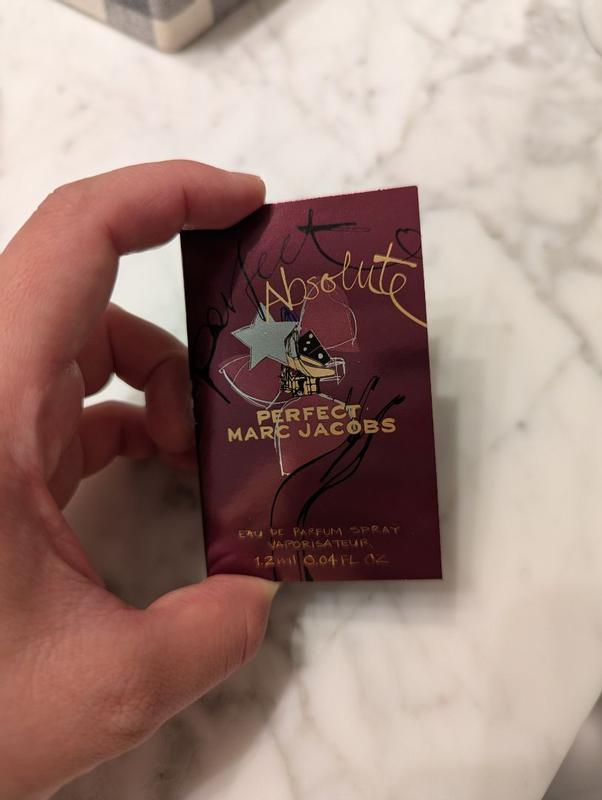 perfect
Absolute
PERFECT
MARC JACOBS
EAU DE PARFUM SPRAY
VAPORISATEUR
1.2 ml 0.04 FL OZ